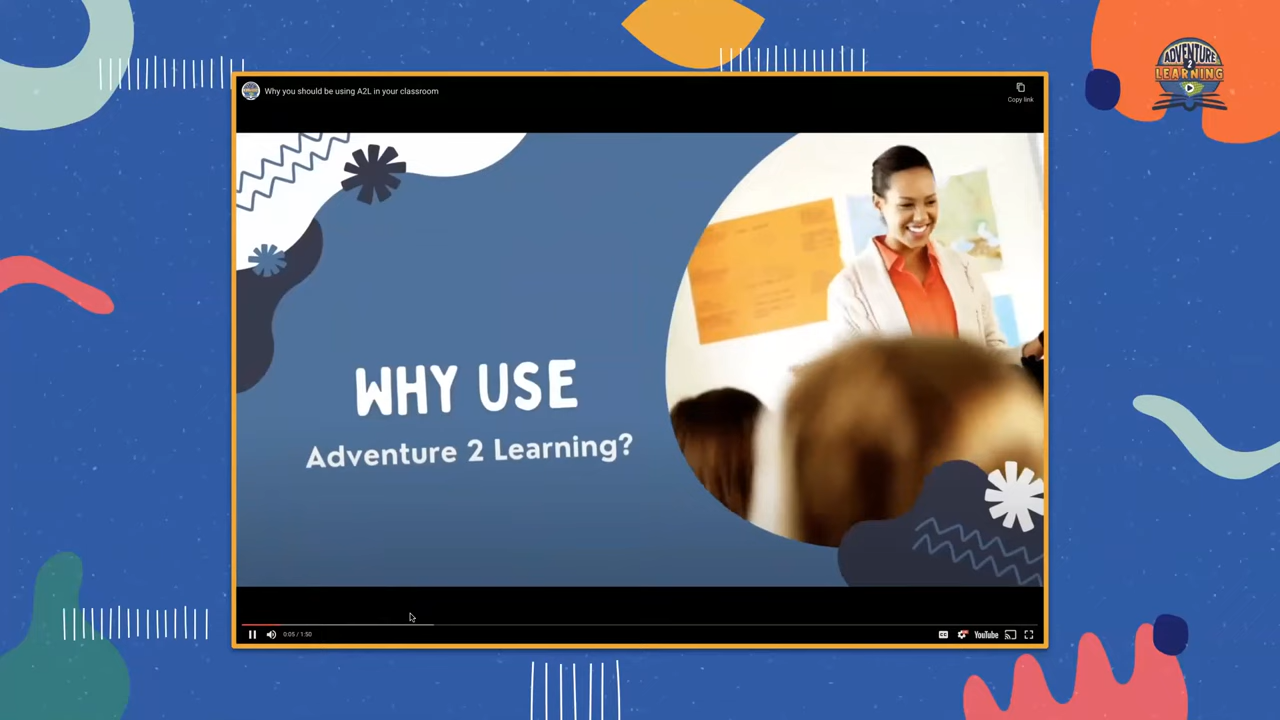 Why you should be using A2L in your classroom
Copy link
ADVENTURE
2
LEARNING
WHY USE
Adventure 2 Learning?
0:05 / 1:50
CC
YouTube